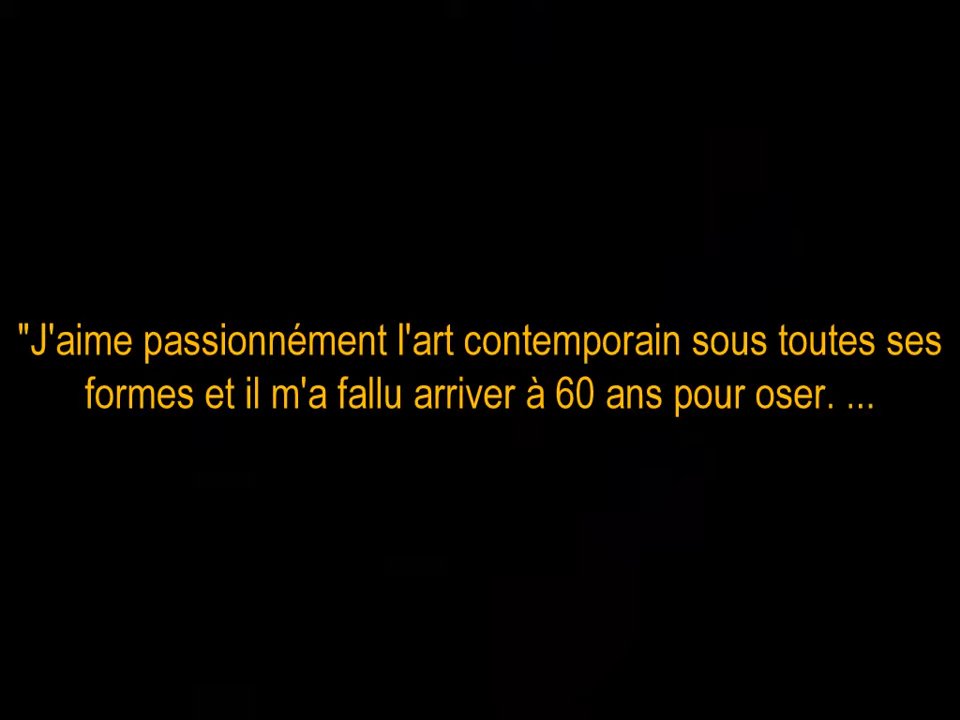 "J'aime passionnément l'art contemporain sous toutes ses
formes et il m'a fallu arriver à 60 ans pour oser. ...